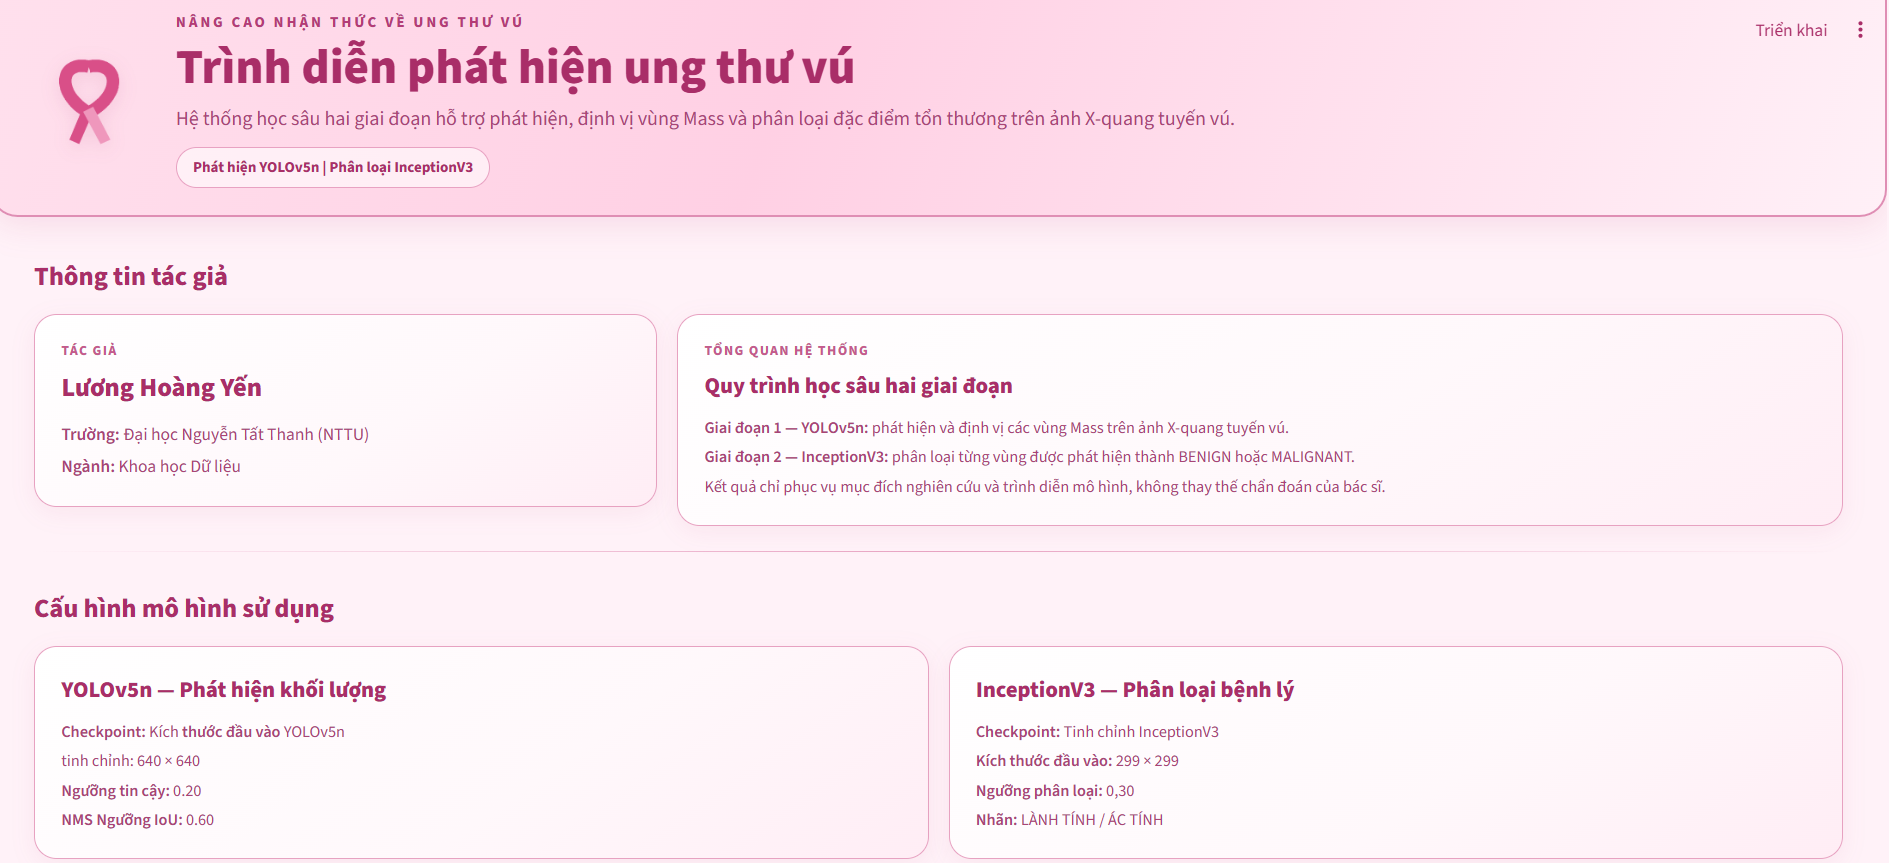 NÂNG CAO NHẬN THỨC VỀ UNG THƯ VÚ
Triển khai
Trình diễn phát hiện ung thư vú
Hệ thống học sâu hai giai đoạn hỗ trợ phát hiện, định vị vùng Mass và phân loại đặc điểm tổn thương trên ảnh X-quang tuyến vú.
Phát hiện YOLOv5n | Phân loại InceptionV3
Thông tin tác giả
TÁC GIẢ
Lương Hoàng Yến
Trường: Đại học Nguyễn Tất Thanh (NTTU)
Ngành: Khoa học Dữ liệu
TỔNG QUAN HỆ THỐNG
Quy trình học sâu hai giai đoạn
Giai đoạn 1 — YOLOv5n: phát hiện và định vị các vùng Mass trên ảnh X-quang tuyến vú.
Giai đoạn 2 — InceptionV3: phân loại từng vùng được phát hiện thành BENIGN hoặc MALIGNANT.
Kết quả chỉ phục vụ mục đích nghiên cứu và trình diễn mô hình, không thay thế chẩn đoán của bác sĩ.
Cấu hình mô hình sử dụng
YOLOv5n — Phát hiện khối lượng
Checkpoint: Kích thước đầu vào YOLOv5n
tinh chỉnh: 640 × 640
Ngưỡng tin cậy: 0.20
NMS Ngưỡng IoU: 0.60
InceptionV3 — Phân loại bệnh lý
Checkpoint: Tinh chỉnh InceptionV3
Kích thước đầu vào: 299 × 299
Ngưỡng phân loại: 0,30
Nhãn: LÀNH TÍNH / ÁC TÍNH